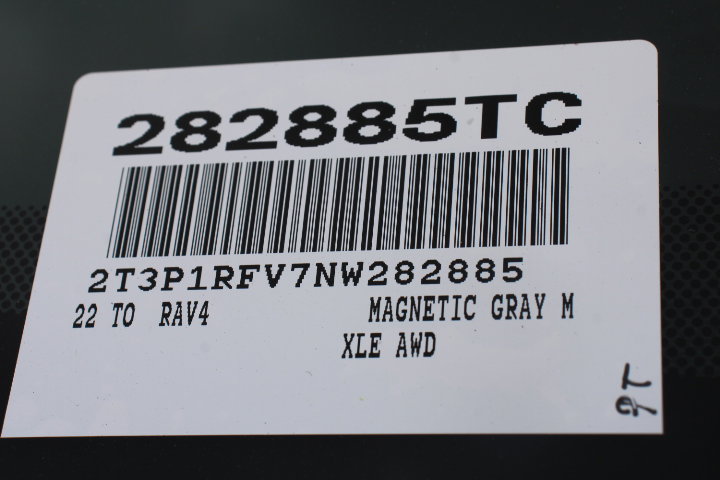 282885TC
2T3P1RFV7NW282885
22 TO RAV4 MAGNETIC GRAY M
XLE AWD